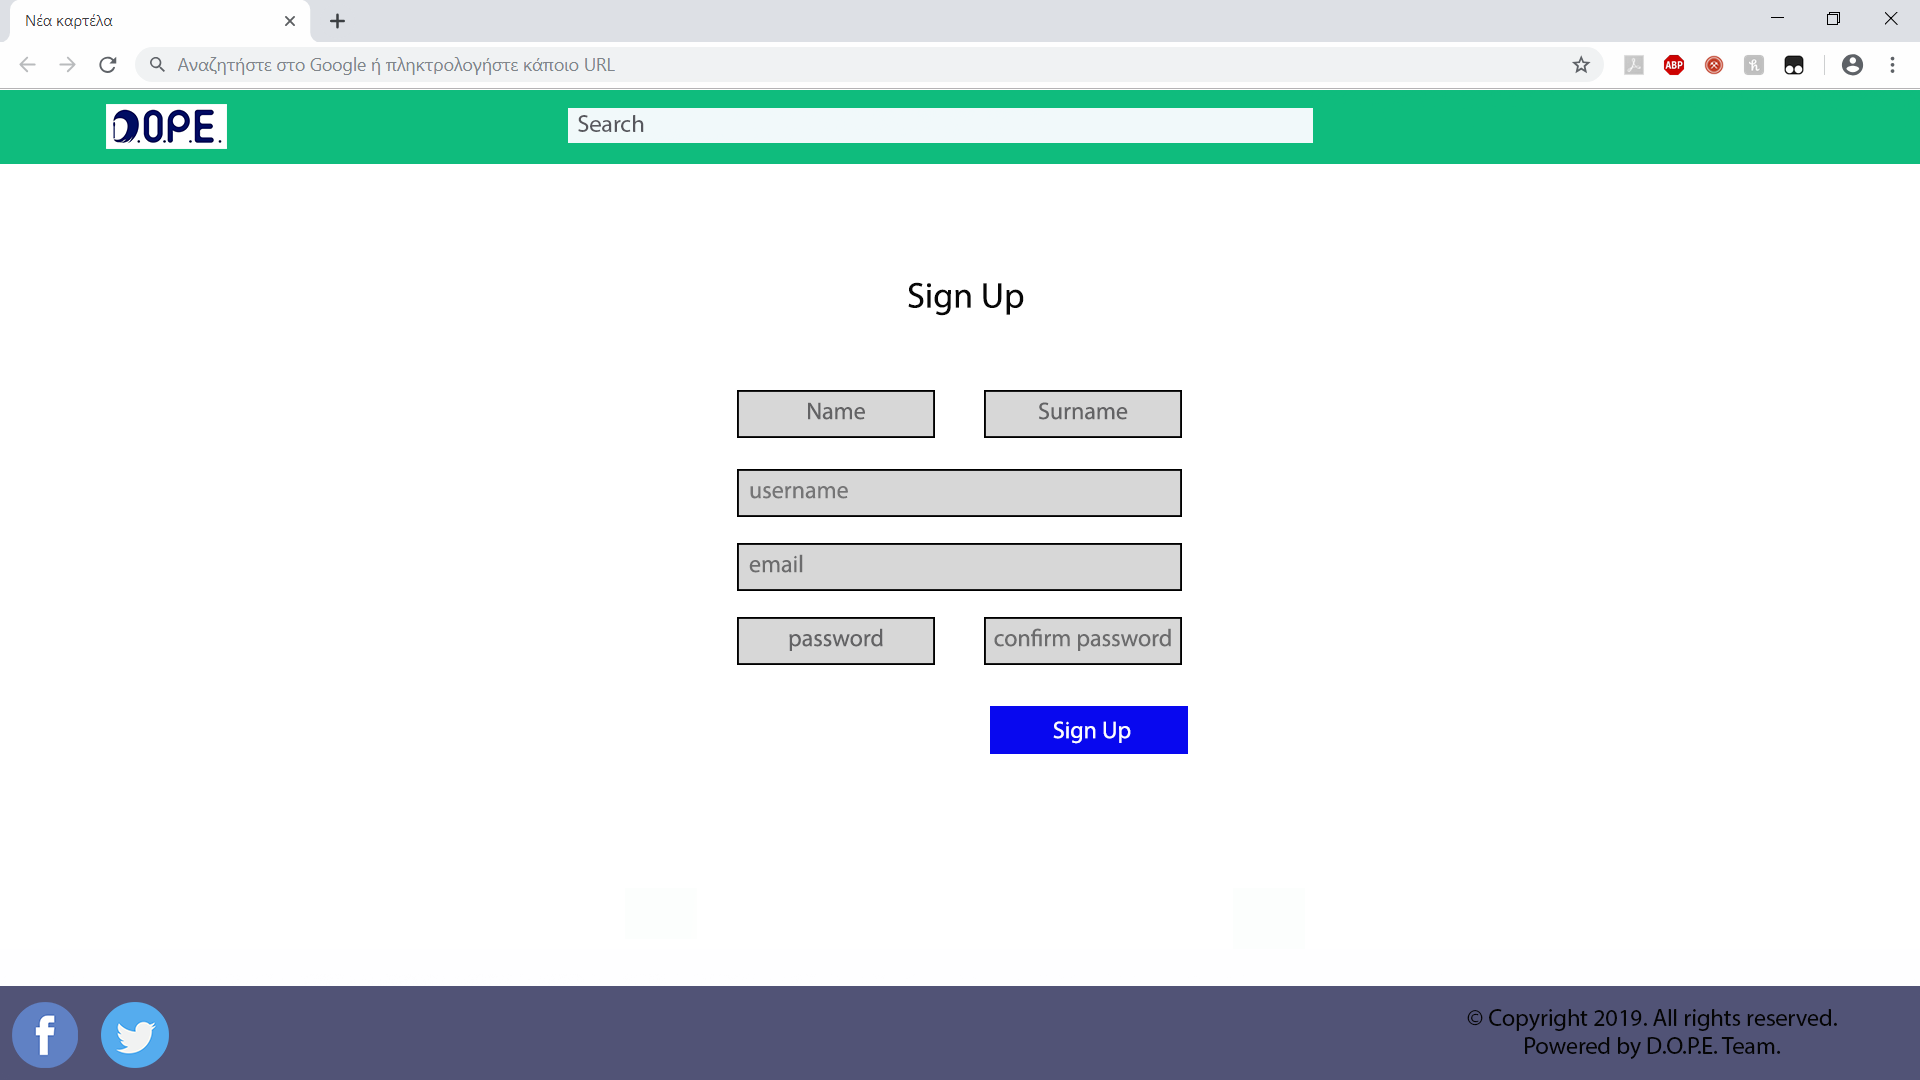 Νέα καρτέλα
Αναζητήστε στο Google ή πληκτρολογήστε κάποιο URL
ABP
D.O.P.E.
Search
Sign Up
Name Surname
username
email
password confirm password
Sign Up
© Copyright 2019. All rights reserved.
Powered by D.O.P.E. Team.